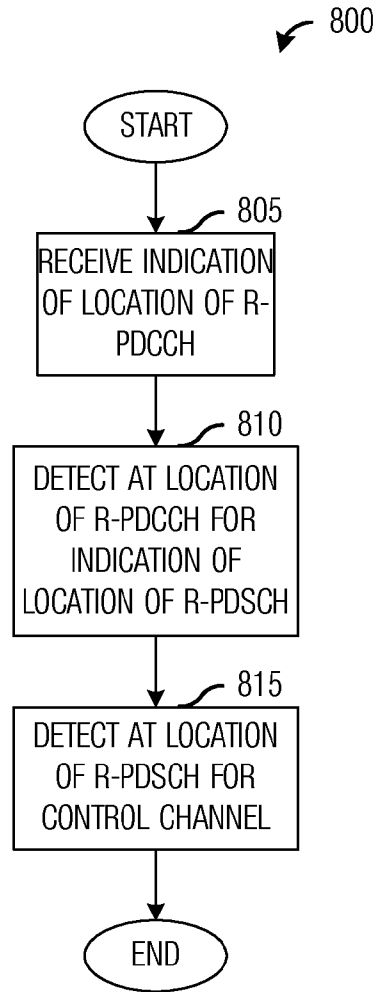 800
START
805
RECEIVE INDICATION
OF LOCATION OF R-
PDCCH
810
DETECT AT LOCATION
OF R-PDCCH FOR
INDICATION OF
LOCATION OF R-PDSCH
815
DETECT AT LOCATION
OF R-PDSCH FOR
CONTROL CHANNEL
END